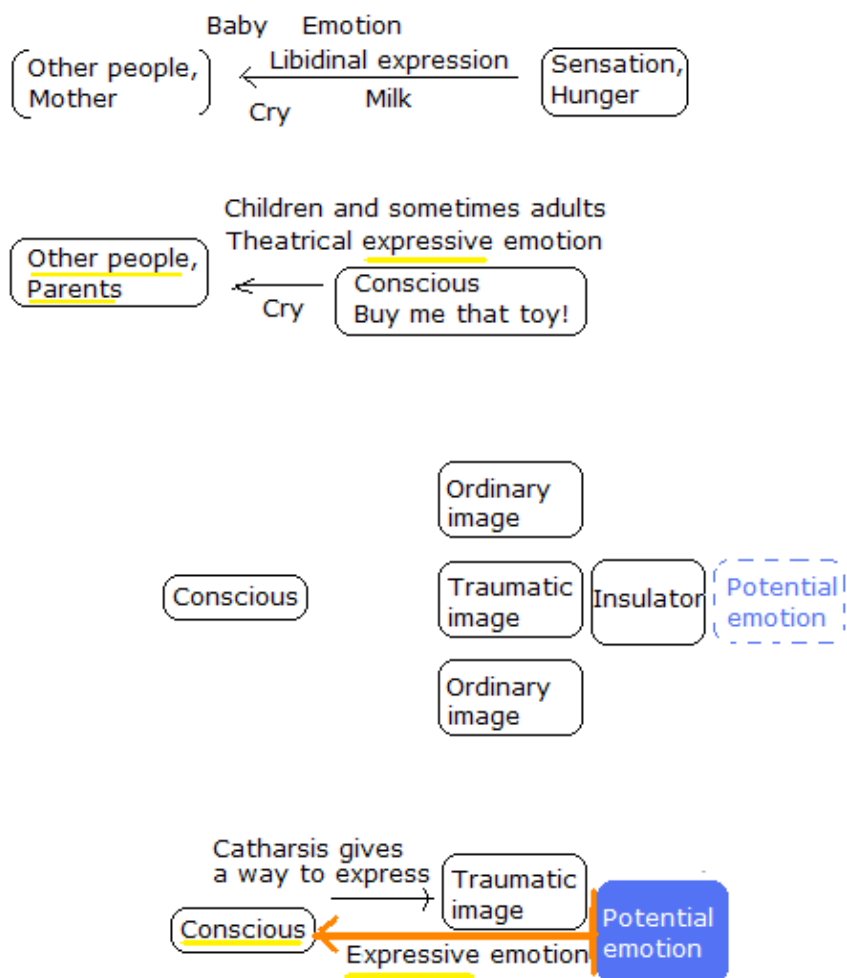 Baby Emotion
Other people,
Mother
Libidinal expression
Cry
Milk
Sensation,
Hunger
Children and sometimes adults
Theatrical expressive emotion
Other people,
Parents
Cry
Conscious
Buy me that toy!
Ordinary
image
Conscious
Traumatic
image
Insulator
Potential
emotion
Ordinary
image
Catharsis gives
a way to express
Traumatic
image
Conscious
Potential
emotion
Expressive emotion